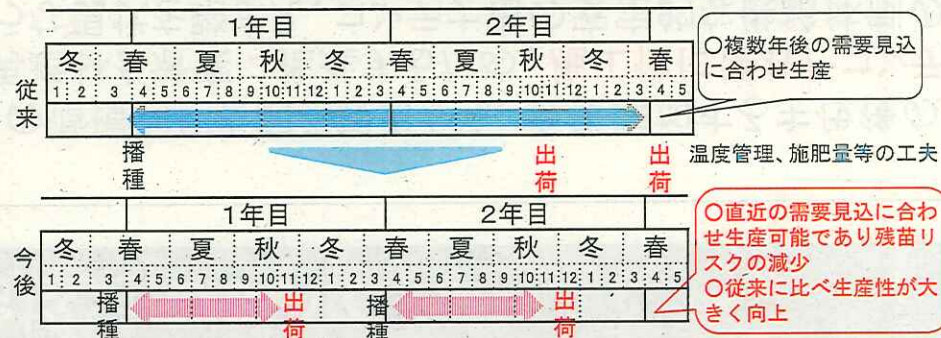 1年目 2年目
冬 春 夏 秋 冬 春 夏 秋 冬 春
1 2 3 4 5 6 7 8 9 10 11 12 1 2 3 4 5 6 7 8 9 10 11 12 1 2 3 4 5
従来
播種 出荷 出荷
○複数年後の需要見込
に合わせ生産
温度管理、施肥量等の工夫
1年目 2年目
冬 春 夏 秋 冬 春 夏 秋 冬 春
1 2 3 4 5 6 7 8 9 10 11 12 1 2 3 4 5 6 7 8 9 10 11 12 1 2 3 4 5
今後
播種 出荷 播種 出荷
○直近の需要見込に合わ
せ生産可能であり残苗リ
スクの減少
○従来に比べ生産性が大
きく向上